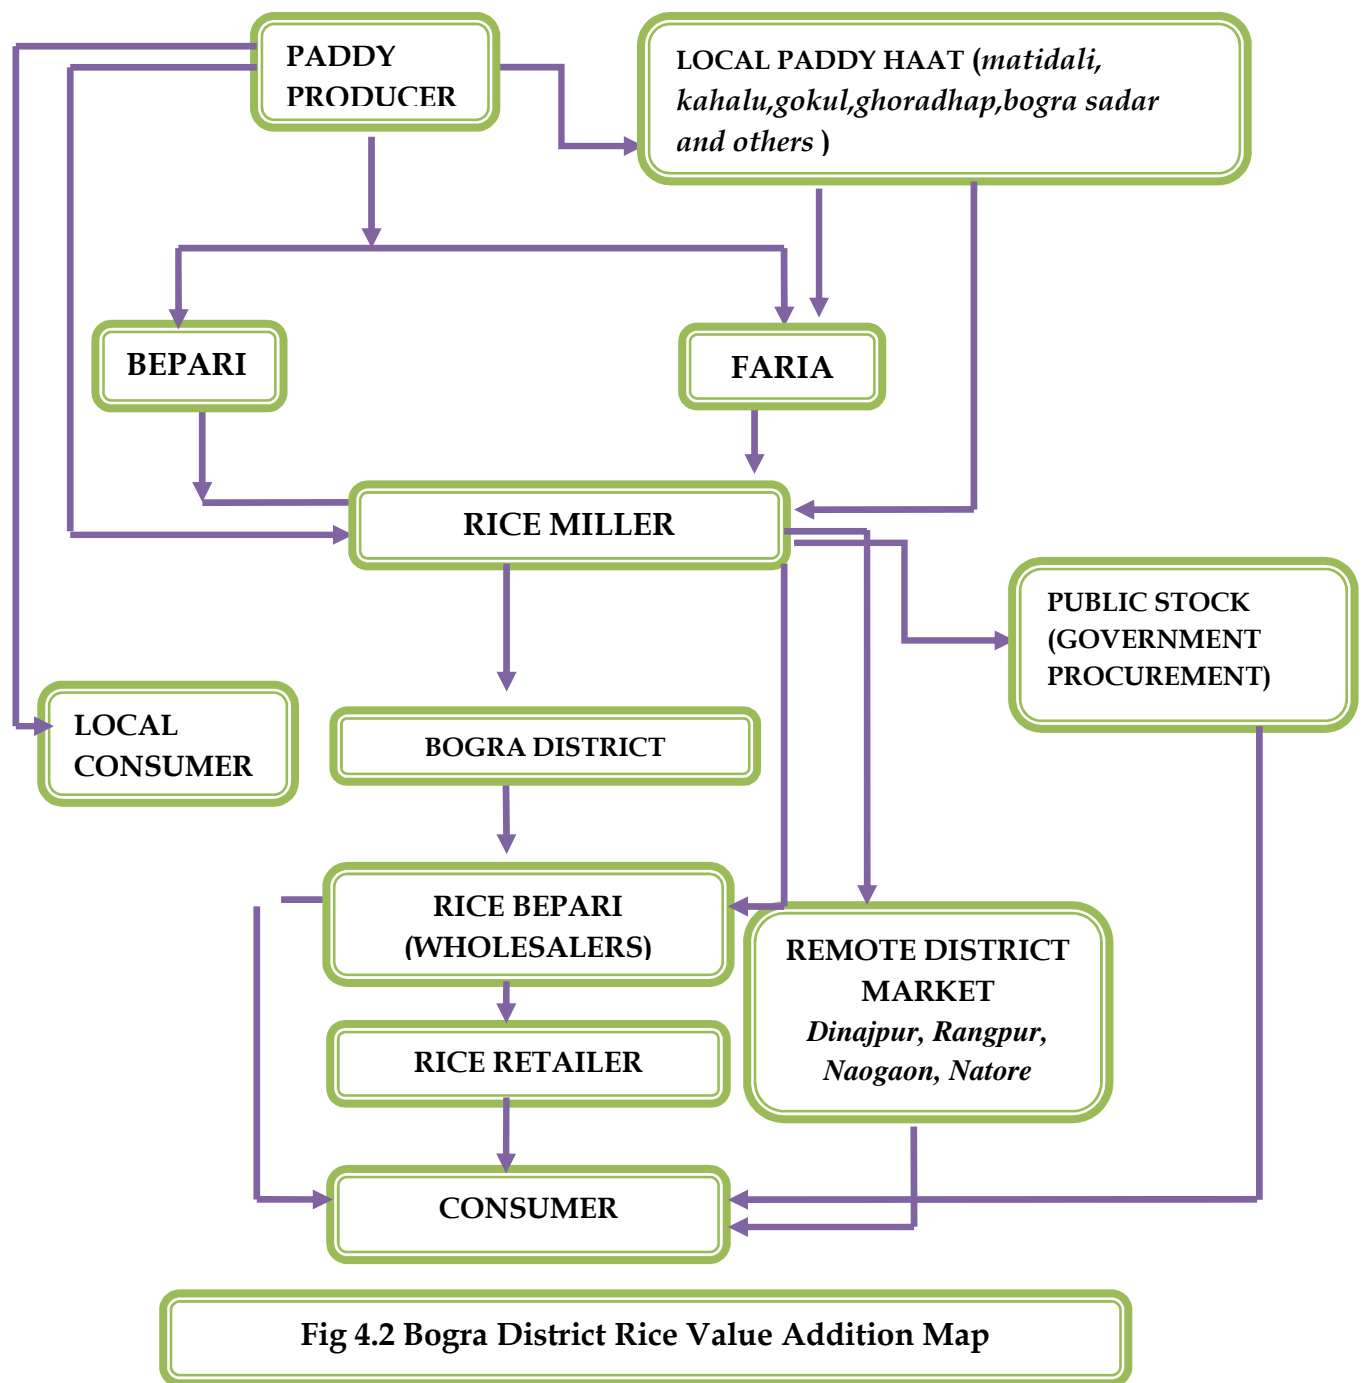 PADDY
PRODUCER
LOCAL PADDY HAAT (matidali,
kahalu,gokul,ghoradhap,bogra sadar
and others )
BEPARI
FARIA
RICE MILLER
PUBLIC STOCK
(GOVERNMENT
PROCUREMENT)
LOCAL
CONSUMER
BOGRA DISTRICT
RICE BEPARI
(WHOLESALERS)
REMOTE DISTRICT
MARKET
Dinajpur, Rangpur,
Naogaon, Natore
RICE RETAILER
CONSUMER
Fig 4.2 Bogra District Rice Value Addition Map